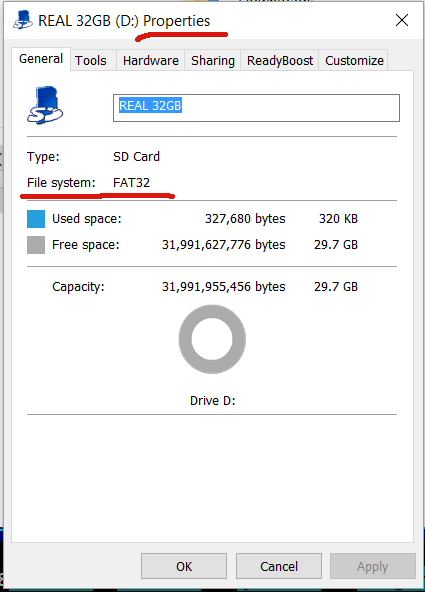 REAL 32GB (D:) Properties
General Tools Hardware Sharing ReadyBoost Customize
REAL 32GB
Type: SD Card
File system: FAT32
Used space: 327,680 bytes 320 KB
Free space: 31,991,627,776 bytes 29.7 GB
Capacity: 31,991,955,456 bytes 29.7 GB
Drive D:
OK Cancel Apply